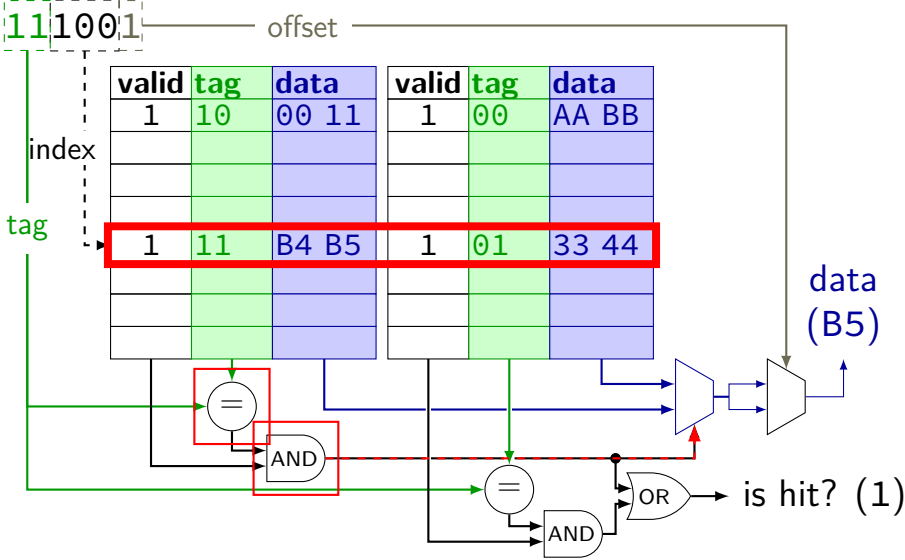 111001
offset
valid tag data valid tag data
1 10 00 11 1 00 AA BB
index
tag
1 11 B4 B5 1 01 33 44
data
(B5)
=
AND
=
OR
is hit? (1)
AND